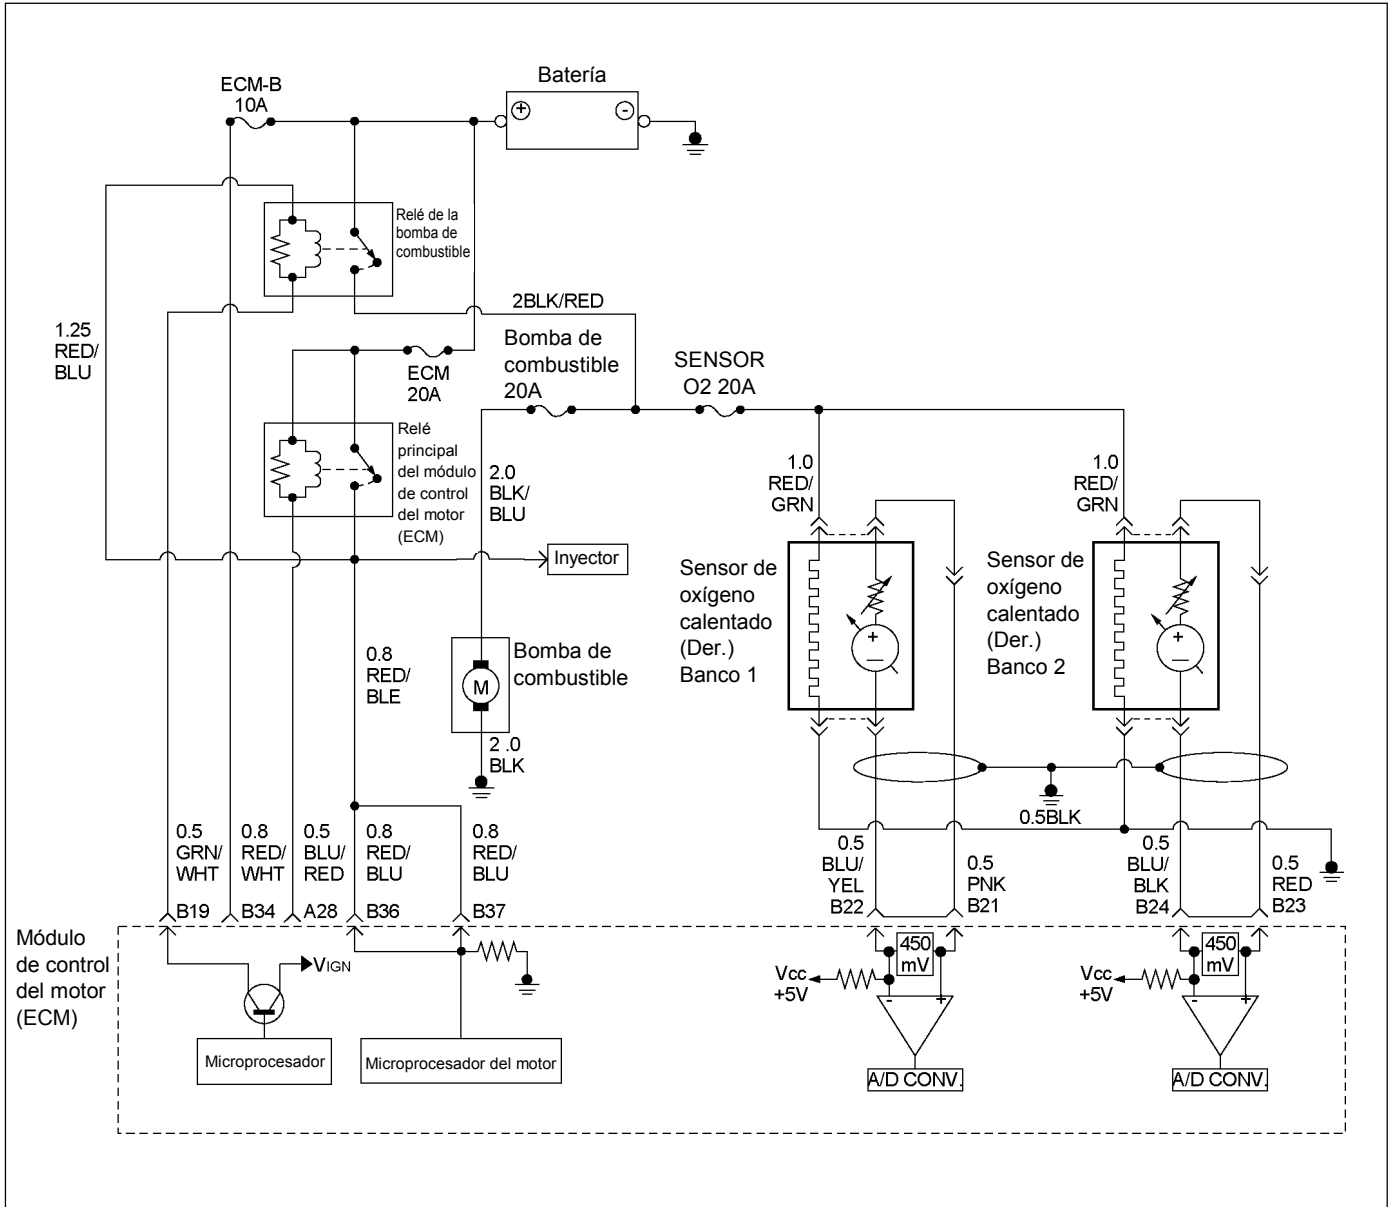 Batería
ECM-B
10A
+
-
Relé de la
bomba de
combustible
2BLK/RED
1.25
RED/
BLU
Bomba de
combustible
20A
SENSOR
O2 20A
ECM
20A
Relé
principal
del módulo
de control
del motor
(ECM)
2.0
BLK/
BLU
1.0
RED/
GRN
1.0
RED/
GRN
Inyector
Sensor de
oxígeno
calentado
(Der.)
Banco 1
+
Sensor de
oxígeno
calentado
(Der.)
Banco 2
+
0.8
RED/
BLE
Bomba de
combustible
M
2 .0
BLK
0.5BLK
0.5
GRN/
WHT
B19
0.8
RED/
WHT
B34
0.5
BLU/
RED
A28
0.8
RED/
BLU
B36
0.8
RED/
BLU
B37
0.5
BLU/
YEL
B22
0.5
PNK
B21
0.5
BLU/
BLK
B24
0.5
RED
B23
Módulo
de control
del motor
(ECM)
VIGN
Microprocesador
Microprocesador del motor
450
mV
Vcc
+5V
- +
A/D CONV.
450
mV
Vcc
+5V
- +
A/D CONV.